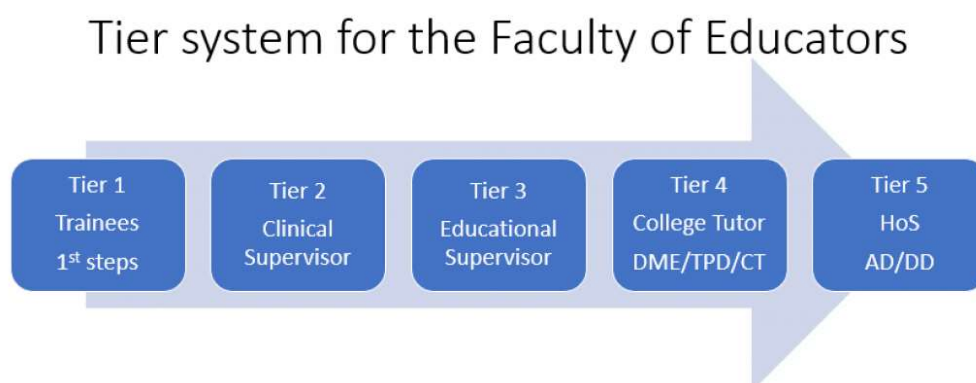 Tier system for the Faculty of Educators
Tier 1
Trainees
1st steps
Tier 2
Clinical
Supervisor
Tier 3
Educational
Supervisor
Tier 4
College Tutor
DME/TPD/CT
Tier 5
HoS
AD/DD